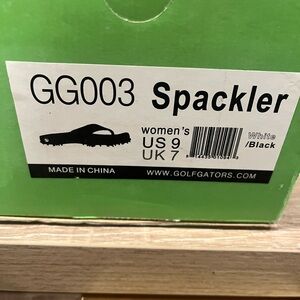 GG003 Spackler
women's
US 9
UK 7
White
/Black
MADE IN CHINA
WWW.GOLFGATORS.COM